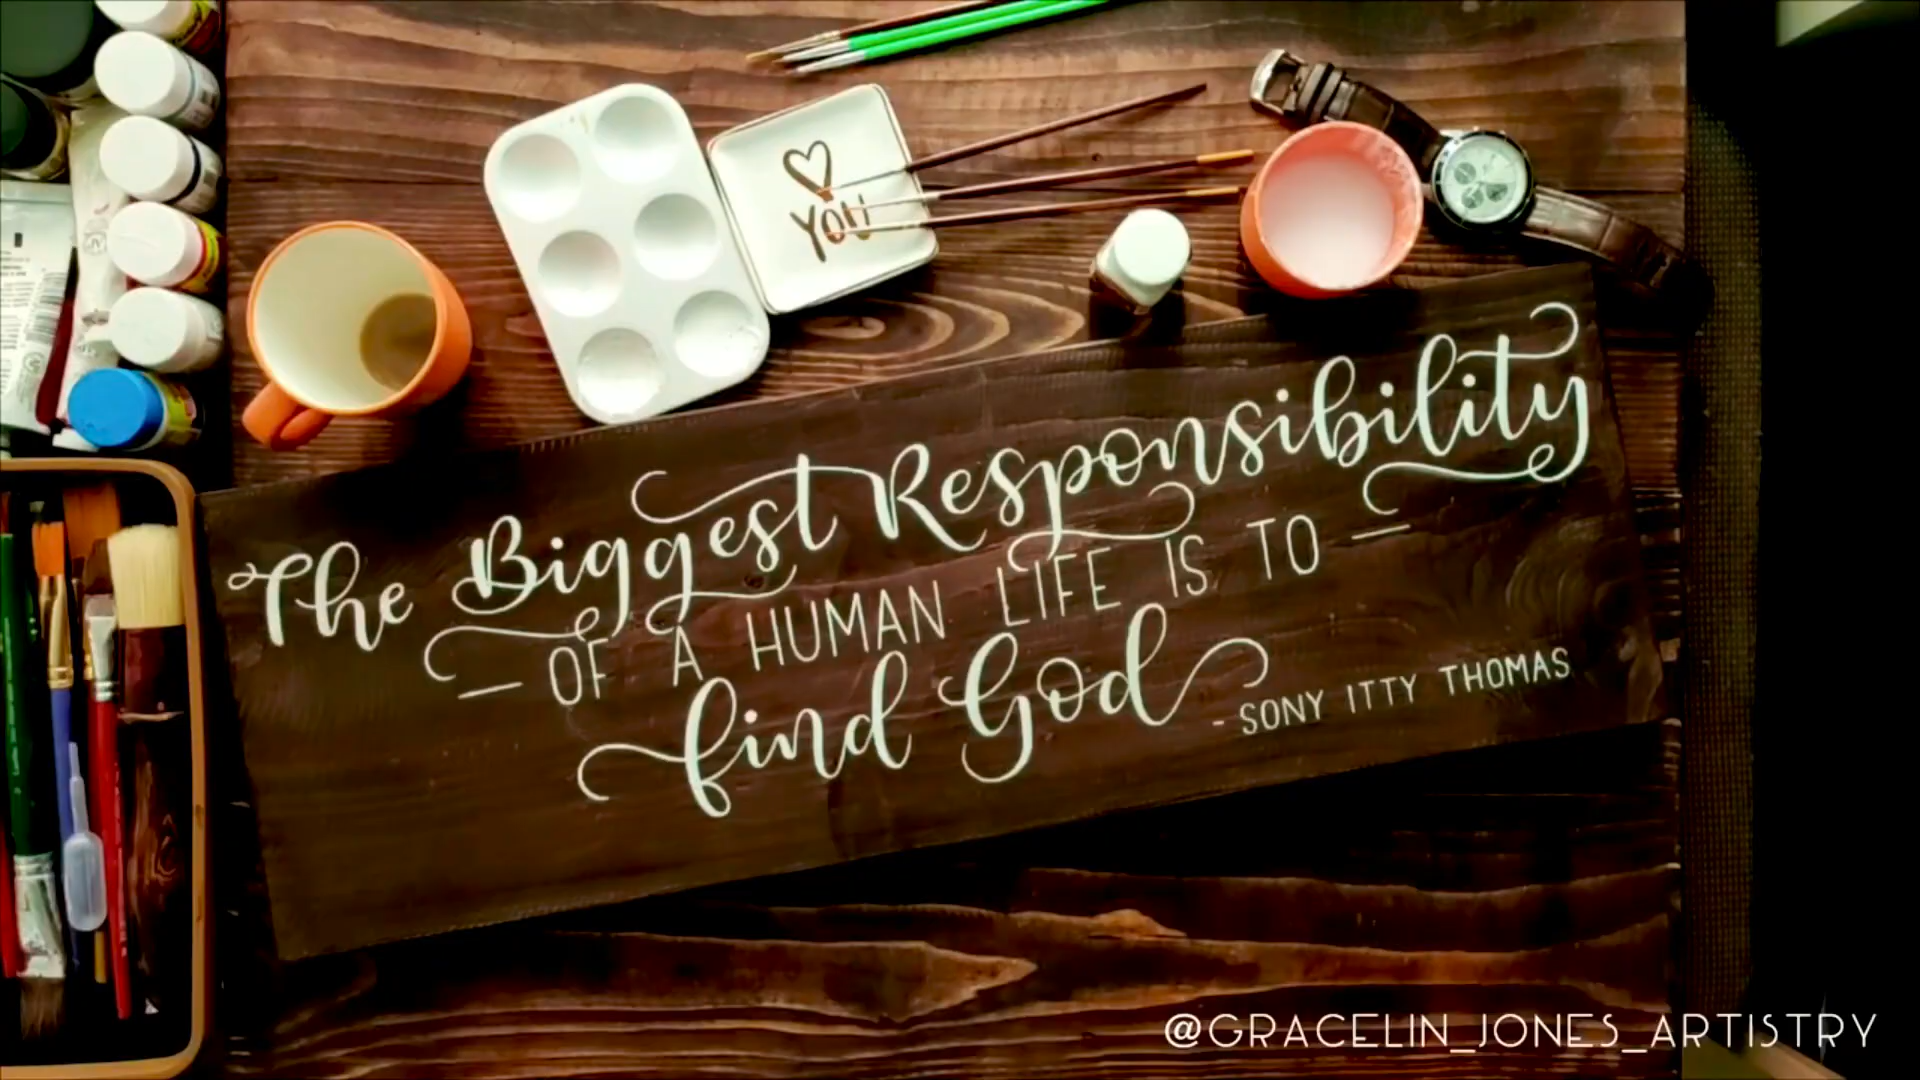 ♡
YOU
The Biggest Responsibility
— OF A HUMAN LIFE IS TO —
find God
- SONY ITTY THOMAS
@GRACELIN_JONES_ARTISTRY